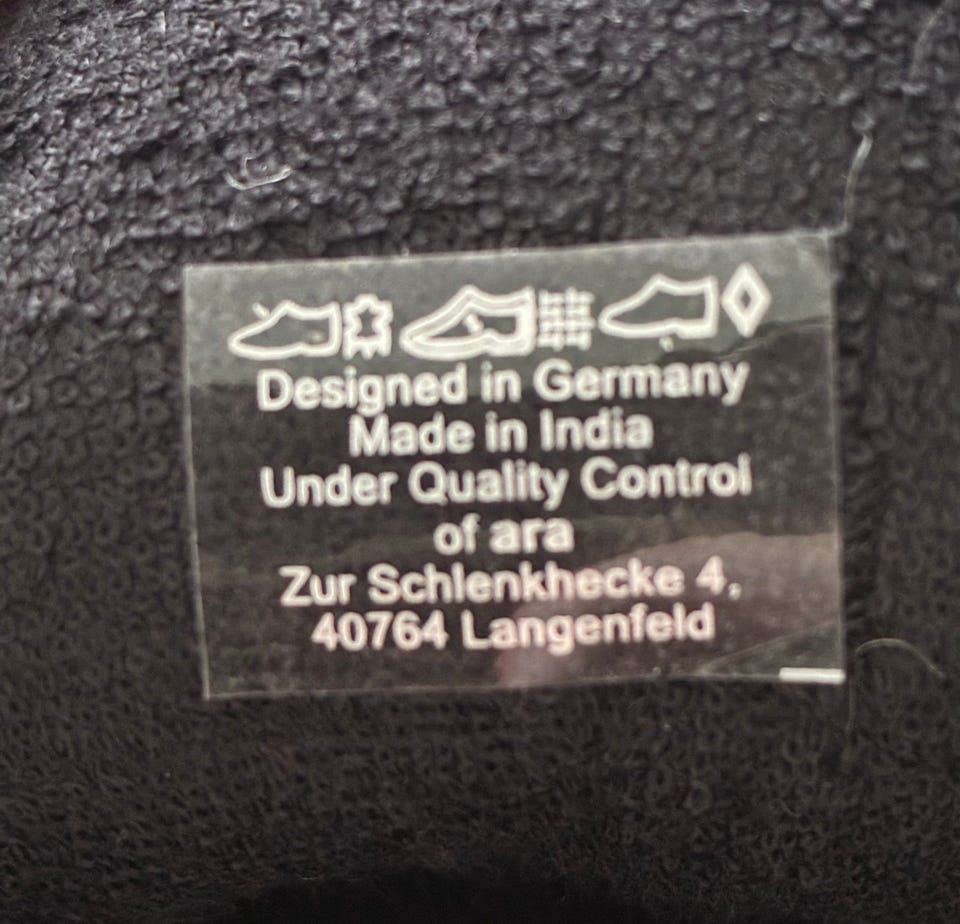 Designed in Germany
Made in India
Under Quality Control
of ara
Zur Schlenkhecke 4,
40764 Langenfeld